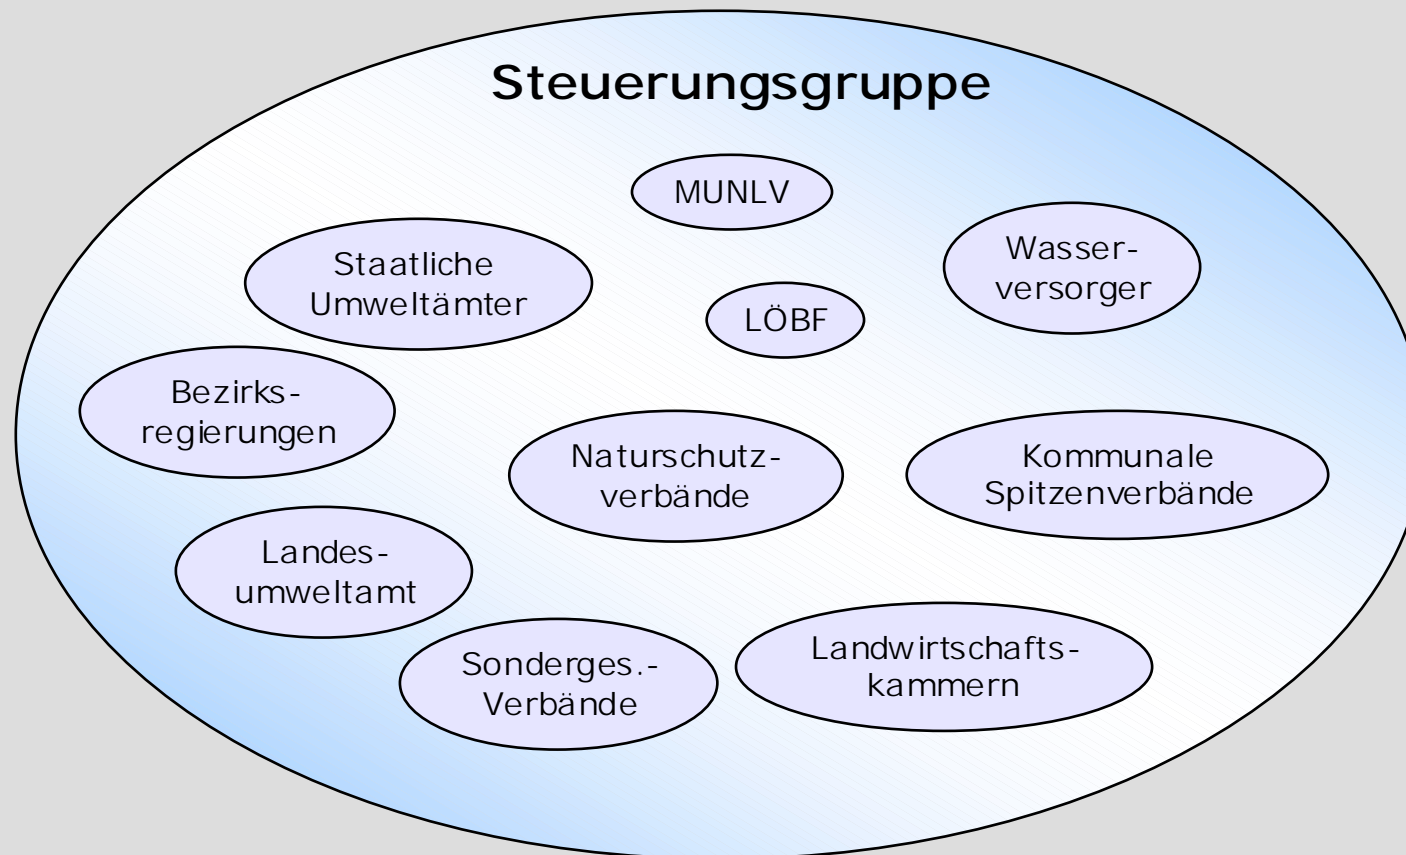 Steuerungsgruppe
MUNLV
Staatliche
Umweltämter
Wasser-
versorger
LÖBF
Bezirks-
regierungen
Naturschutz-
verbände
Kommunale
Spitzenverbände
Landes-
umweltamt
Sonderges.-
Verbände
Landwirtschafts-
kammern